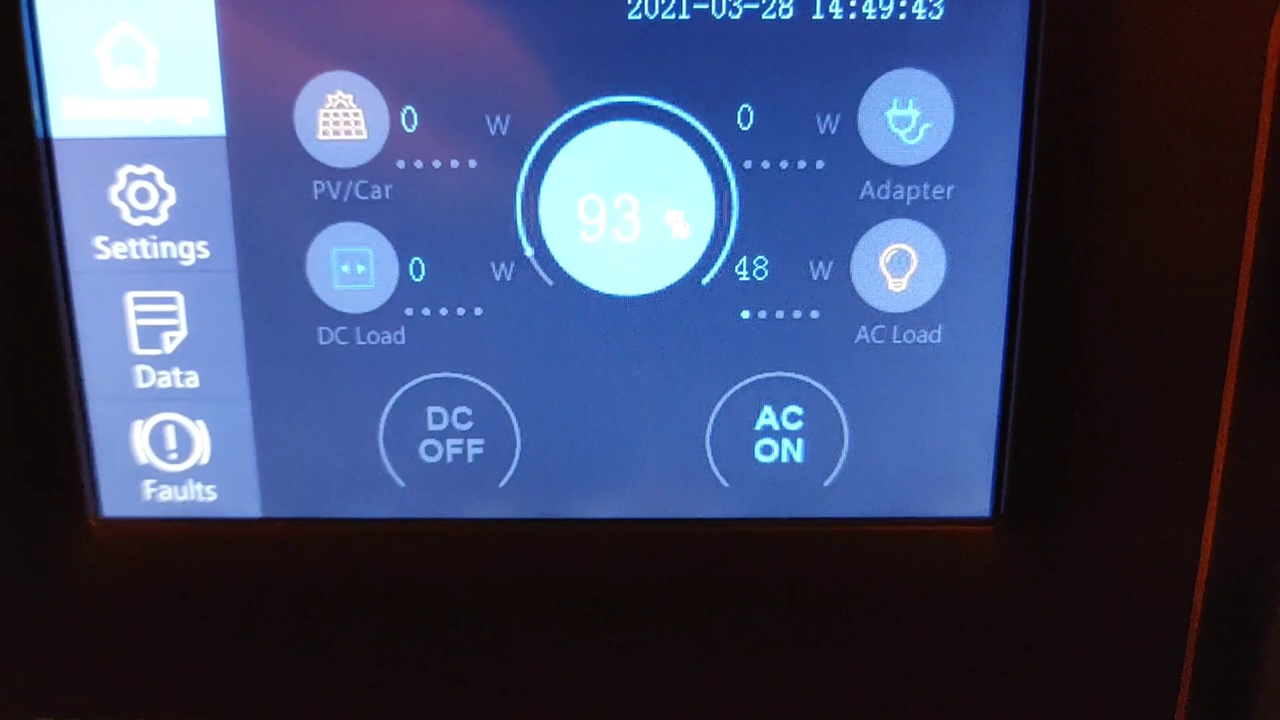 2021-03-28 14:49:43
0 W
PV/Car
0 W
Adapter
93 %
Settings
0 W
DC Load
48 W
AC Load
Data
DC
OFF
AC
ON
Faults